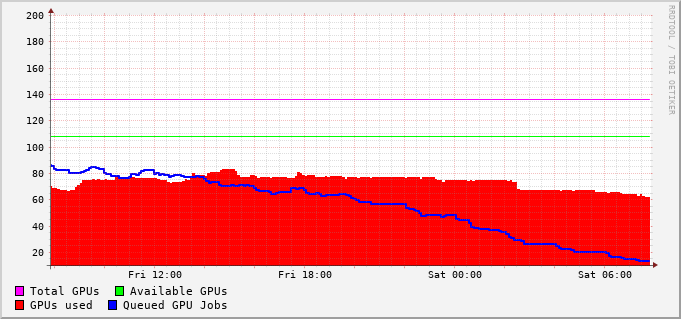 200
180
160
140
120
100
80
60
40
20
Fri 12:00 Fri 18:00 Sat 00:00 Sat 06:00
Total GPUs Available GPUs
GPUs used Queued GPU Jobs
RRDTOOL / TOBI OETIKER